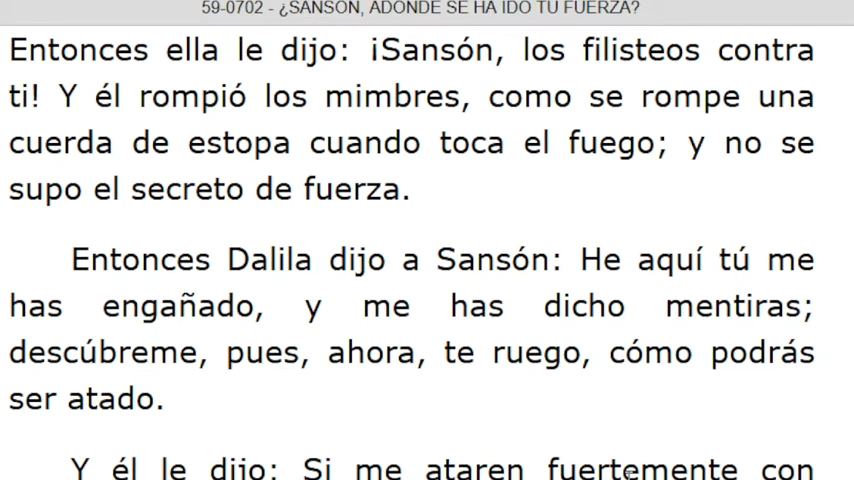 59-0702 - ¿SANSÓN, ADONDE SE HA IDO TU FUERZA?
Entonces ella le dijo: ¡Sansón, los filisteos contra
ti! Y él rompió los mimbres, como se rompe una
cuerda de estopa cuando toca el fuego; y no se
supo el secreto de fuerza.
Entonces Dalila dijo a Sansón: He aquí tú me
has engañado, y me has dicho mentiras;
descúbreme, pues, ahora, te ruego, cómo podrás
ser atado.
Y él le dijo: Si me ataren fuertemente con